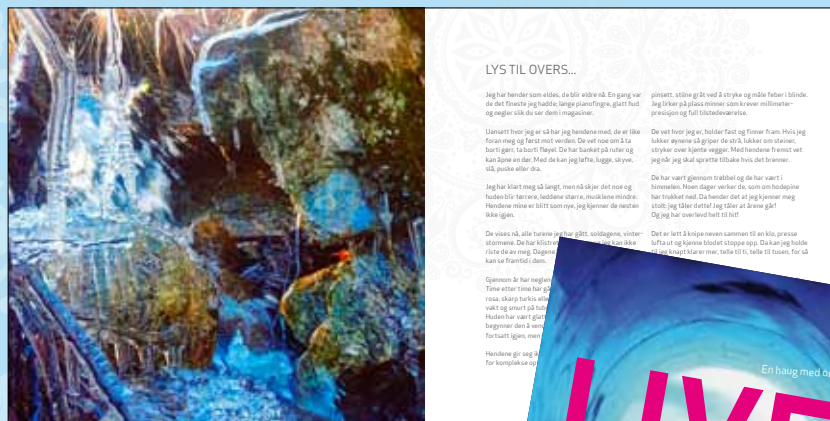 LYS TIL OVERS...
Jeg har hender som eldes, de blir eldre nå. En gang var
de det fineste jeg hadde; lange pianofingre, glatt hud
og negler slik du ser dem i magasiner.
Uansett hvor jeg er så har jeg hendene med, de er like
foran meg og først mot verden. De vet noe om å ta
borti gørr, ta borti fløyel. De har banket på ruter og
kan åpne en dør. Med de kan jeg løfte, lugge, skyve,
slå, puske eller dra.
Jeg har klart meg så langt, men nå skjer det noe og
huden blir tørrere, leddene større, musklene mindre.
Hendene mine er blitt som nye, jeg kjenner de nesten
ikke igjen.
De vises nå, alle turene jeg har gått, soldagene, vinter-
stormene. De har klistret
jeg kan ikke
riste de av meg. Dagene
kan se framtid i dem.
Gjennom år har neglen
Time etter time har gå
rosa, skarp turkis elle
vakt og smurt på tub
Huden har vært glat
begynner den å ven
fortsatt igjen, men
Hendene gir seg ik
for komplekse op
pinsett, stilne gråt ved å stryke og måle feber i blinde.
Jeg lirker på plass minner som krever millimeter-
presisjon og full tilstedeværelse.
De vet hvor jeg er, holder fast og finner fram. Hvis jeg
lukker øynene så griper de strå, lukker om steiner,
stryker over kjente vegger. Med hendene fremst vet
jeg når jeg skal sprette tilbake hvis det brenner.
De har vært gjennom trøbbel og de har vært i
himmelen. Noen dager verker de, som om hodepine
har trukket ned. Da hender det at jeg kjenner meg
stolt; jeg tåler dette! Jeg tåler at årene går!
Og jeg har overlevd helt til hit!
Det er lett å knipe neven sammen til en klo, presse
lufta ut og kjenne blodet stoppe opp. Da kan jeg holde
til jeg knapt klarer mer, telle til ti, telle til tusen, for så
En haug med o